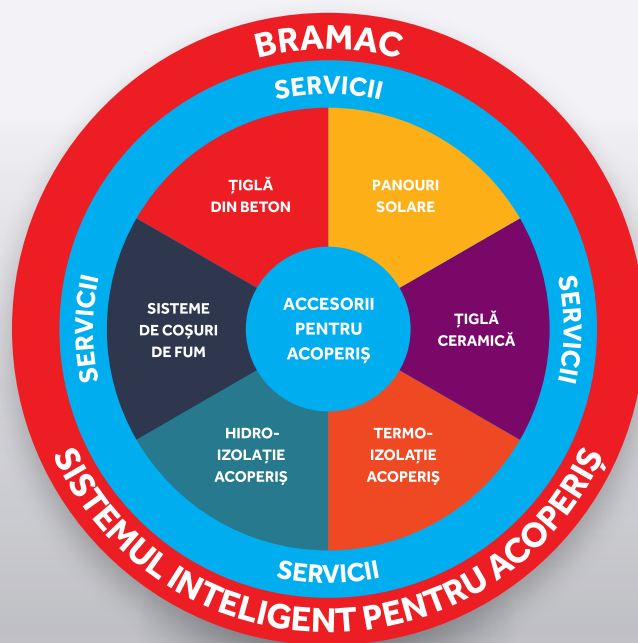 BRAMAC
SERVICII
ȚIGLĂ
DIN BETON
PANOURI
SOLARE
SERVICII
SISTEME
DE COȘURI
DE FUM
ACCESORII
PENTRU
ACOPERIȘ
ȚIGLĂ
CERAMICĂ
SERVICII
HIDRO-
IZOLAȚIE
ACOPERIȘ
TERMO-
IZOLAȚIE
ACOPERIȘ
SERVICII
SISTEMUL INTELIGENT PENTRU ACOPERIȘ